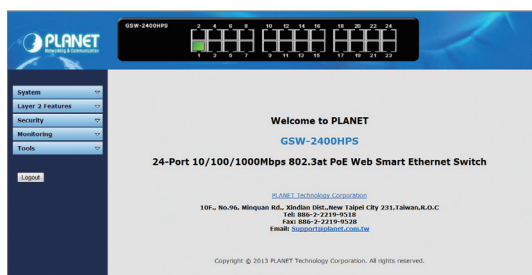 PLANET
Networking & Communication
GSW-2400HPS
2 4 6 8 10 12 14 16 18 20 22 24
1 3 5 7 9 11 13 15 17 19 21 23
System
Layer 2 Features
Security
Monitoring
Tools
Logout
Welcome to PLANET
GSW-2400HPS
24-Port 10/100/1000Mbps 802.3at PoE Web Smart Ethernet Switch
PLANET Technology Corporation
10F., No.96, Minquan Rd., Xindian Dist.,New Taipei City 231,Taiwan,R.O.C
Tel: 886-2-2219-9518
Fax: 886-2-2219-9528
Email: Support@planet.com.tw
Copyright © 2013 PLANET Technology Corporation. All rights reserved.